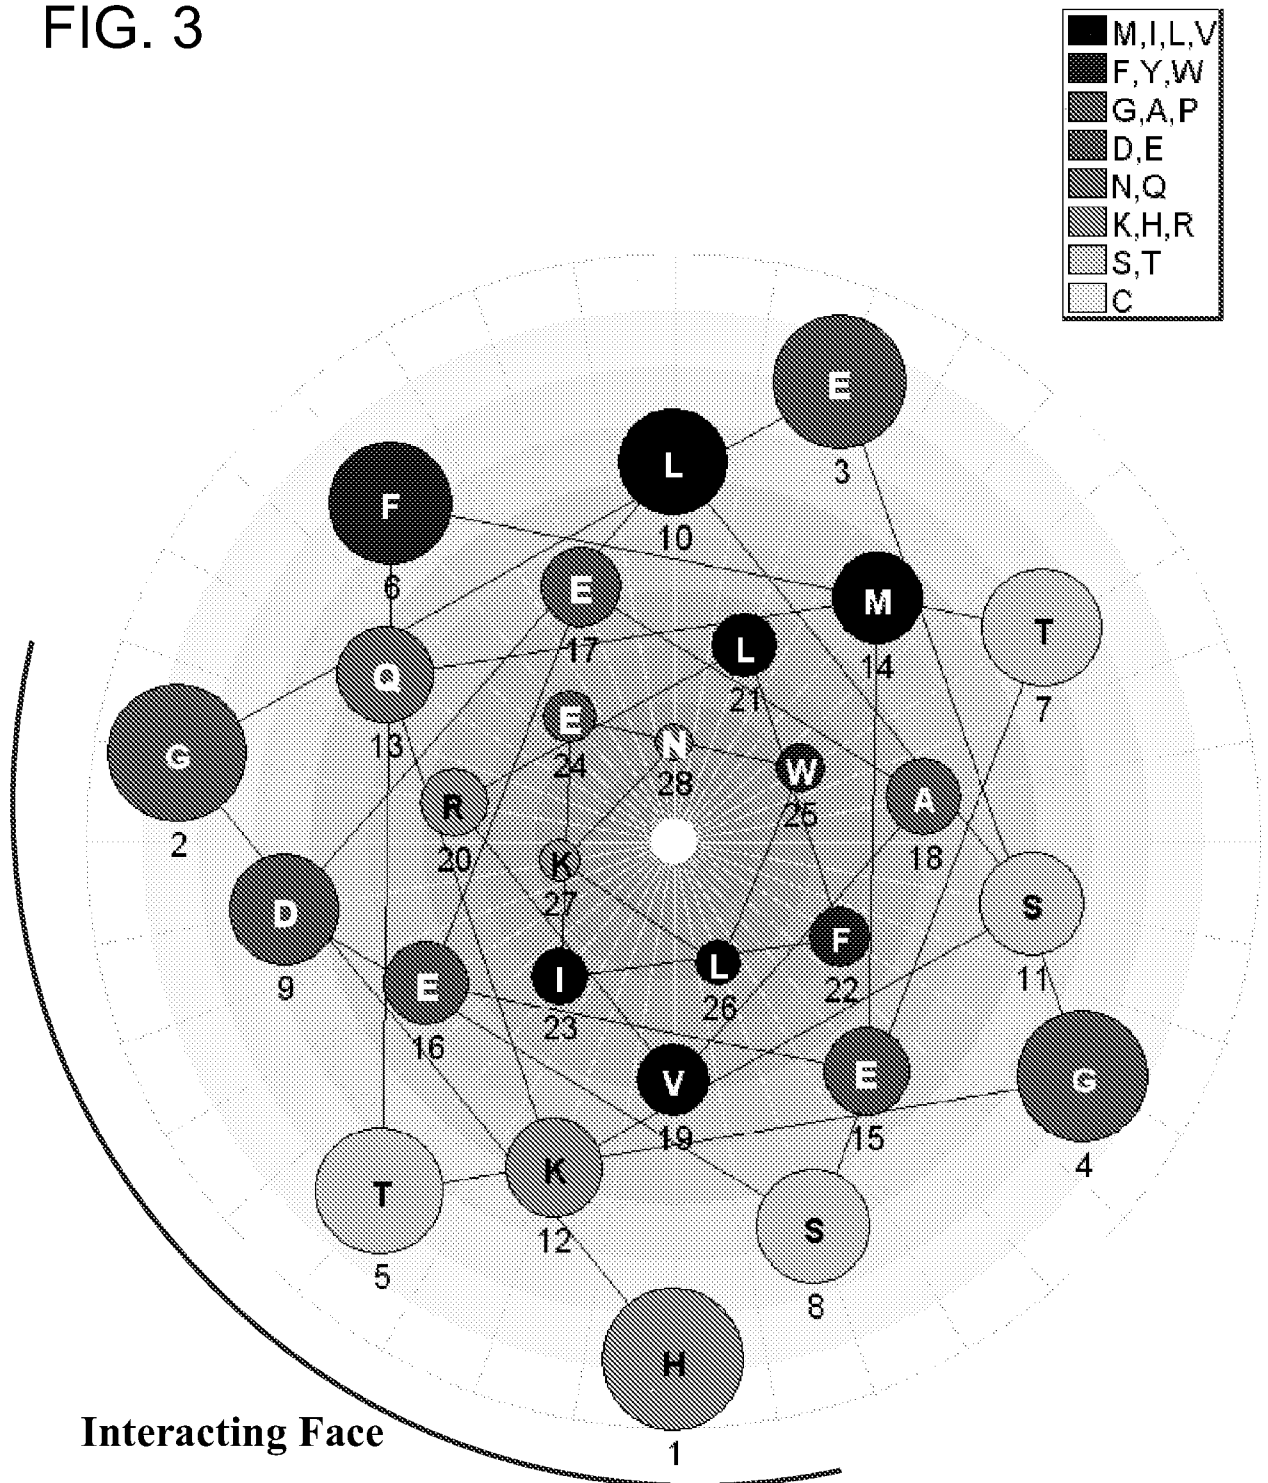 FIG. 3
M,I,L,V
F,Y,W
G,A,P
D,E
N,Q
K,H,R
S,T
C
E
3
L
10
F
6
E
17
M
14
T
7
L
21
Q
13
E
24
N
28
W
25
G
2
R
20
A
18
K
27
D
9
S
11
F
22
L
26
I
23
E
16
V
19
E
15
G
4
K
12
T
5
S
8
H
1
Interacting Face